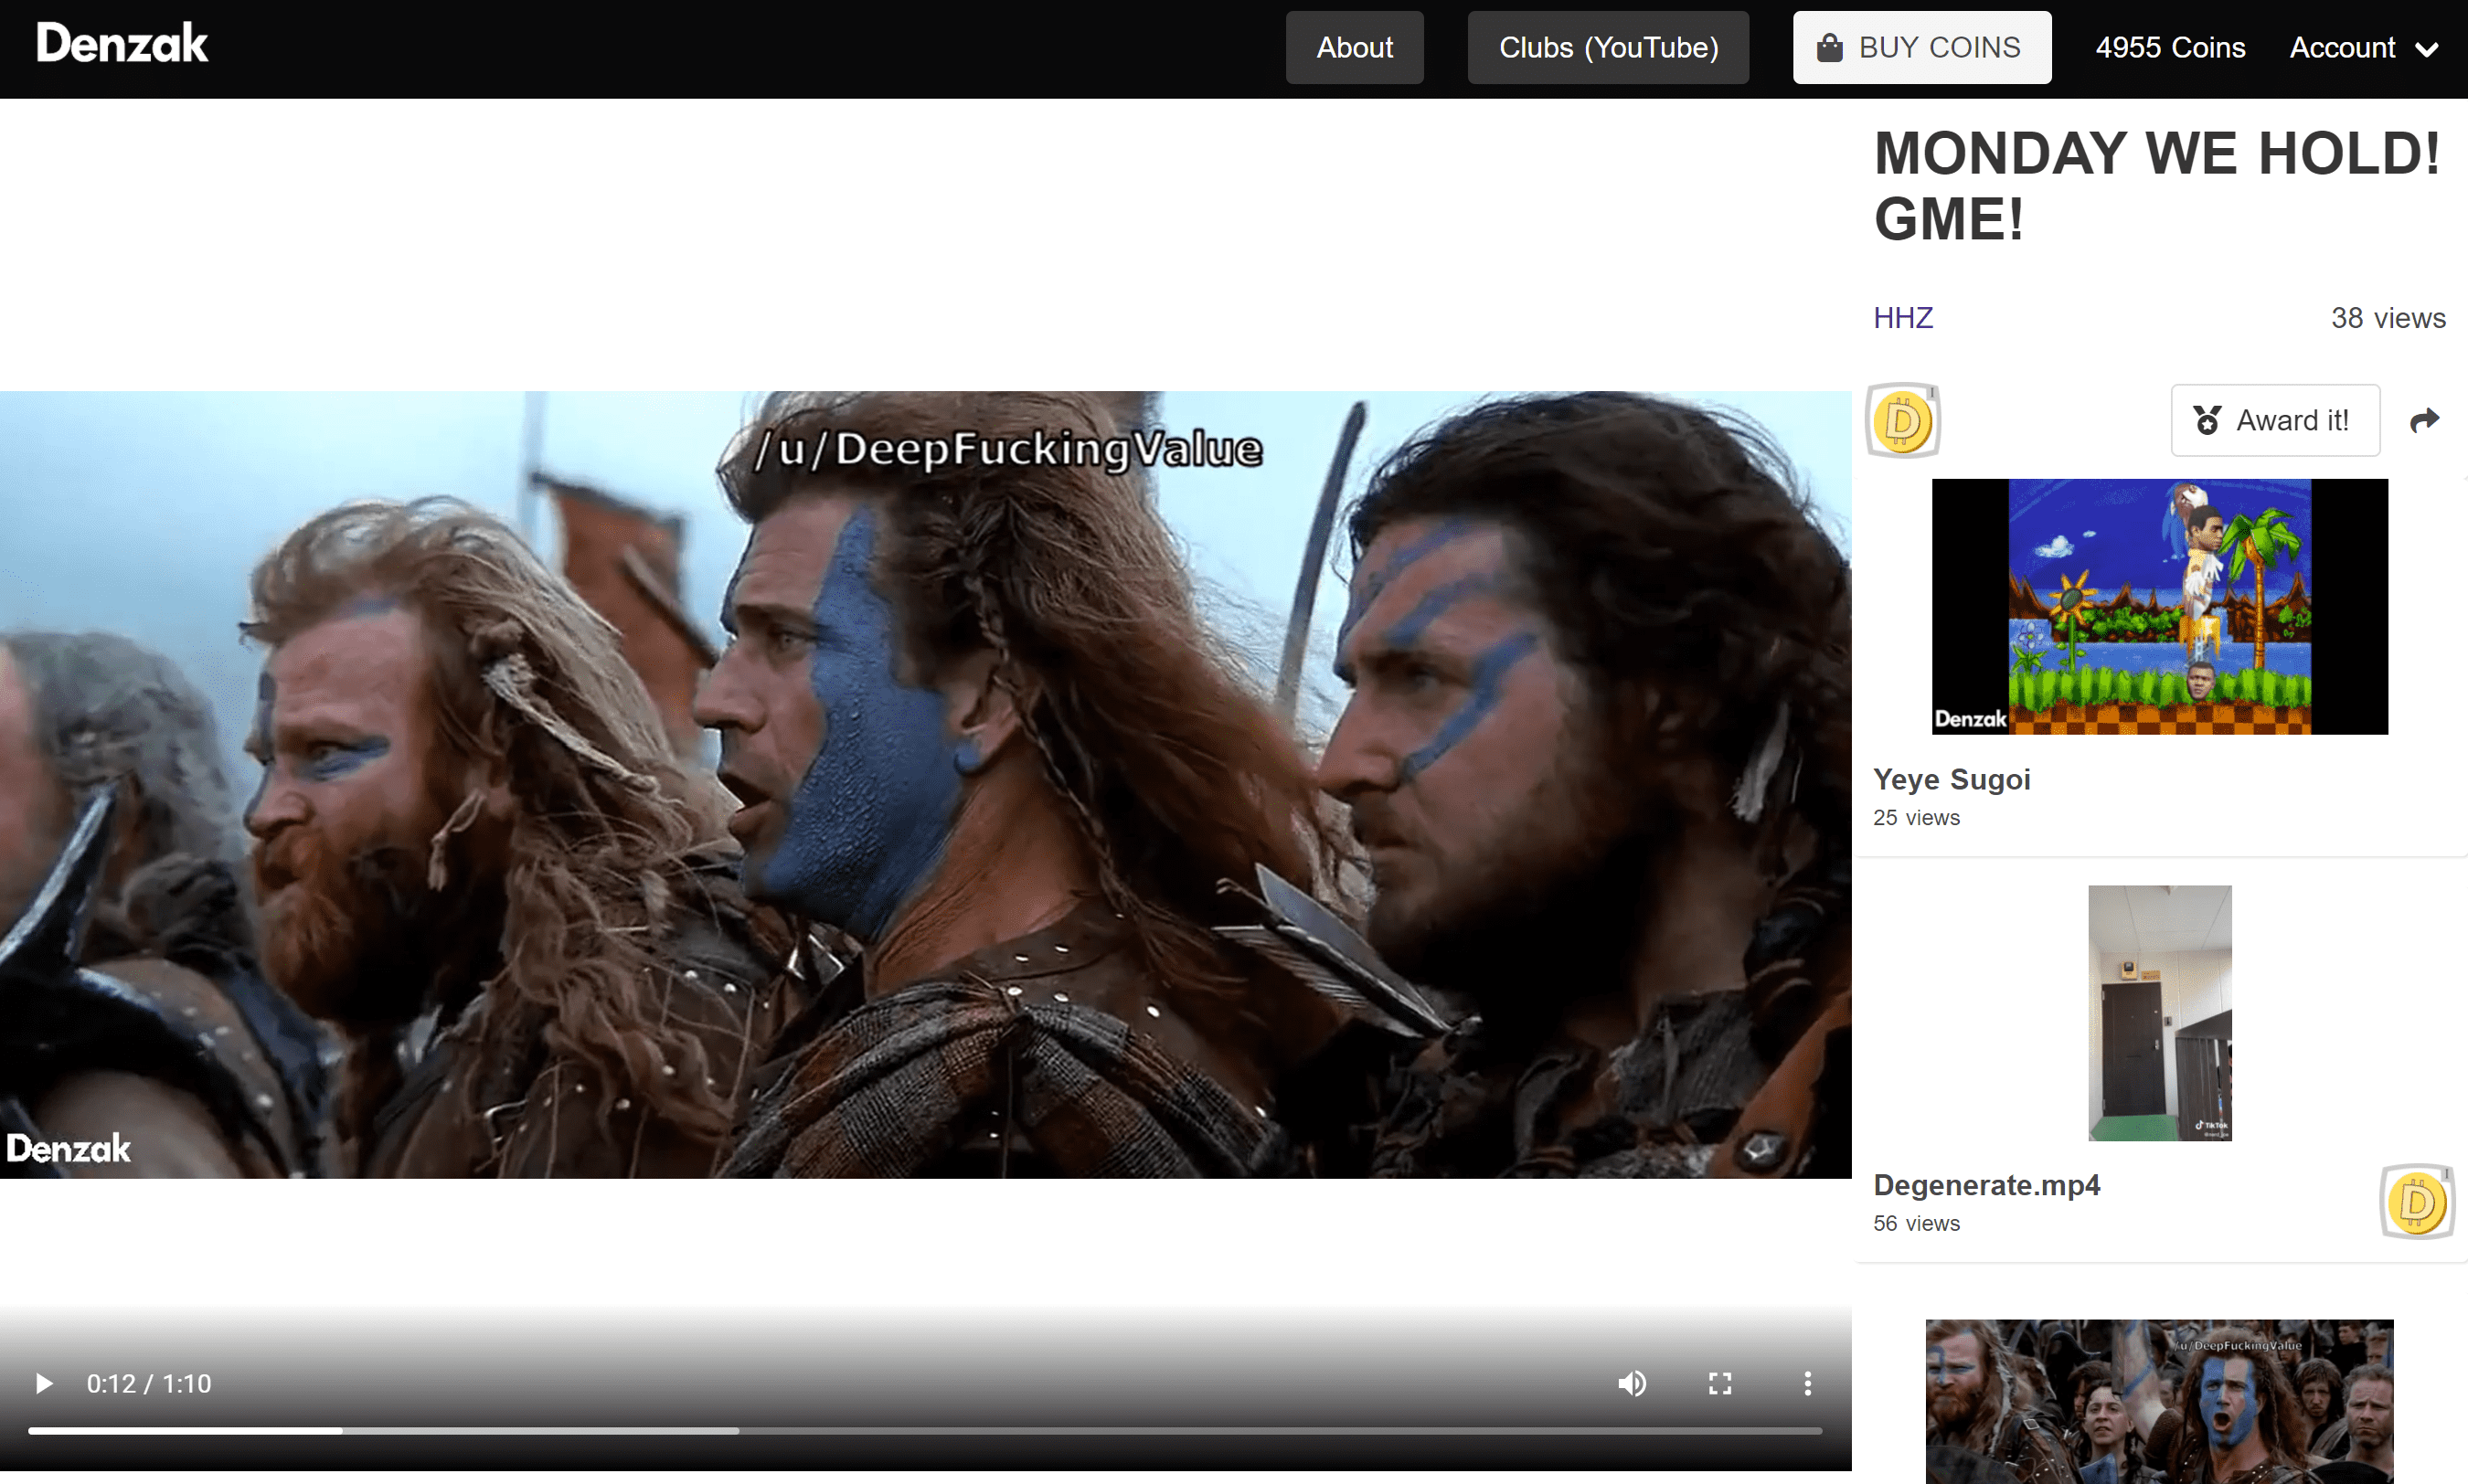 Denzak
About
Clubs (YouTube)
BUY COINS
4955 Coins
Account
MONDAY WE HOLD!
GME!
HHZ
38 views
Award it!
/u/DeepFuckingValue
Denzak
0:12 / 1:10
Denzak
Yeye Sugoi
25 views
TikTok
Degenerate.mp4
56 views
/u/DeepFuckingValue